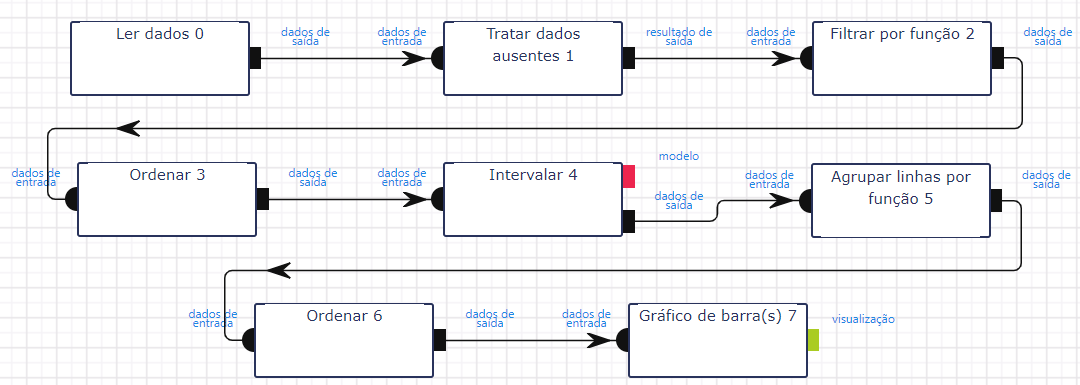 Ler dados 0
dados de
saída
dados de
entrada
Tratar dados
ausentes 1
resultado de
saída
dados de
entrada
Filtrar por função 2
dados de
saída
dados de
entrada
Ordenar 3
dados de
saída
dados de
entrada
Intervalar 4
modelo
dados de
saída
dados de
entrada
Agrupar linhas por
função 5
dados de
saída
dados de
entrada
Ordenar 6
dados de
saída
dados de
entrada
Gráfico de barra(s) 7
visualização